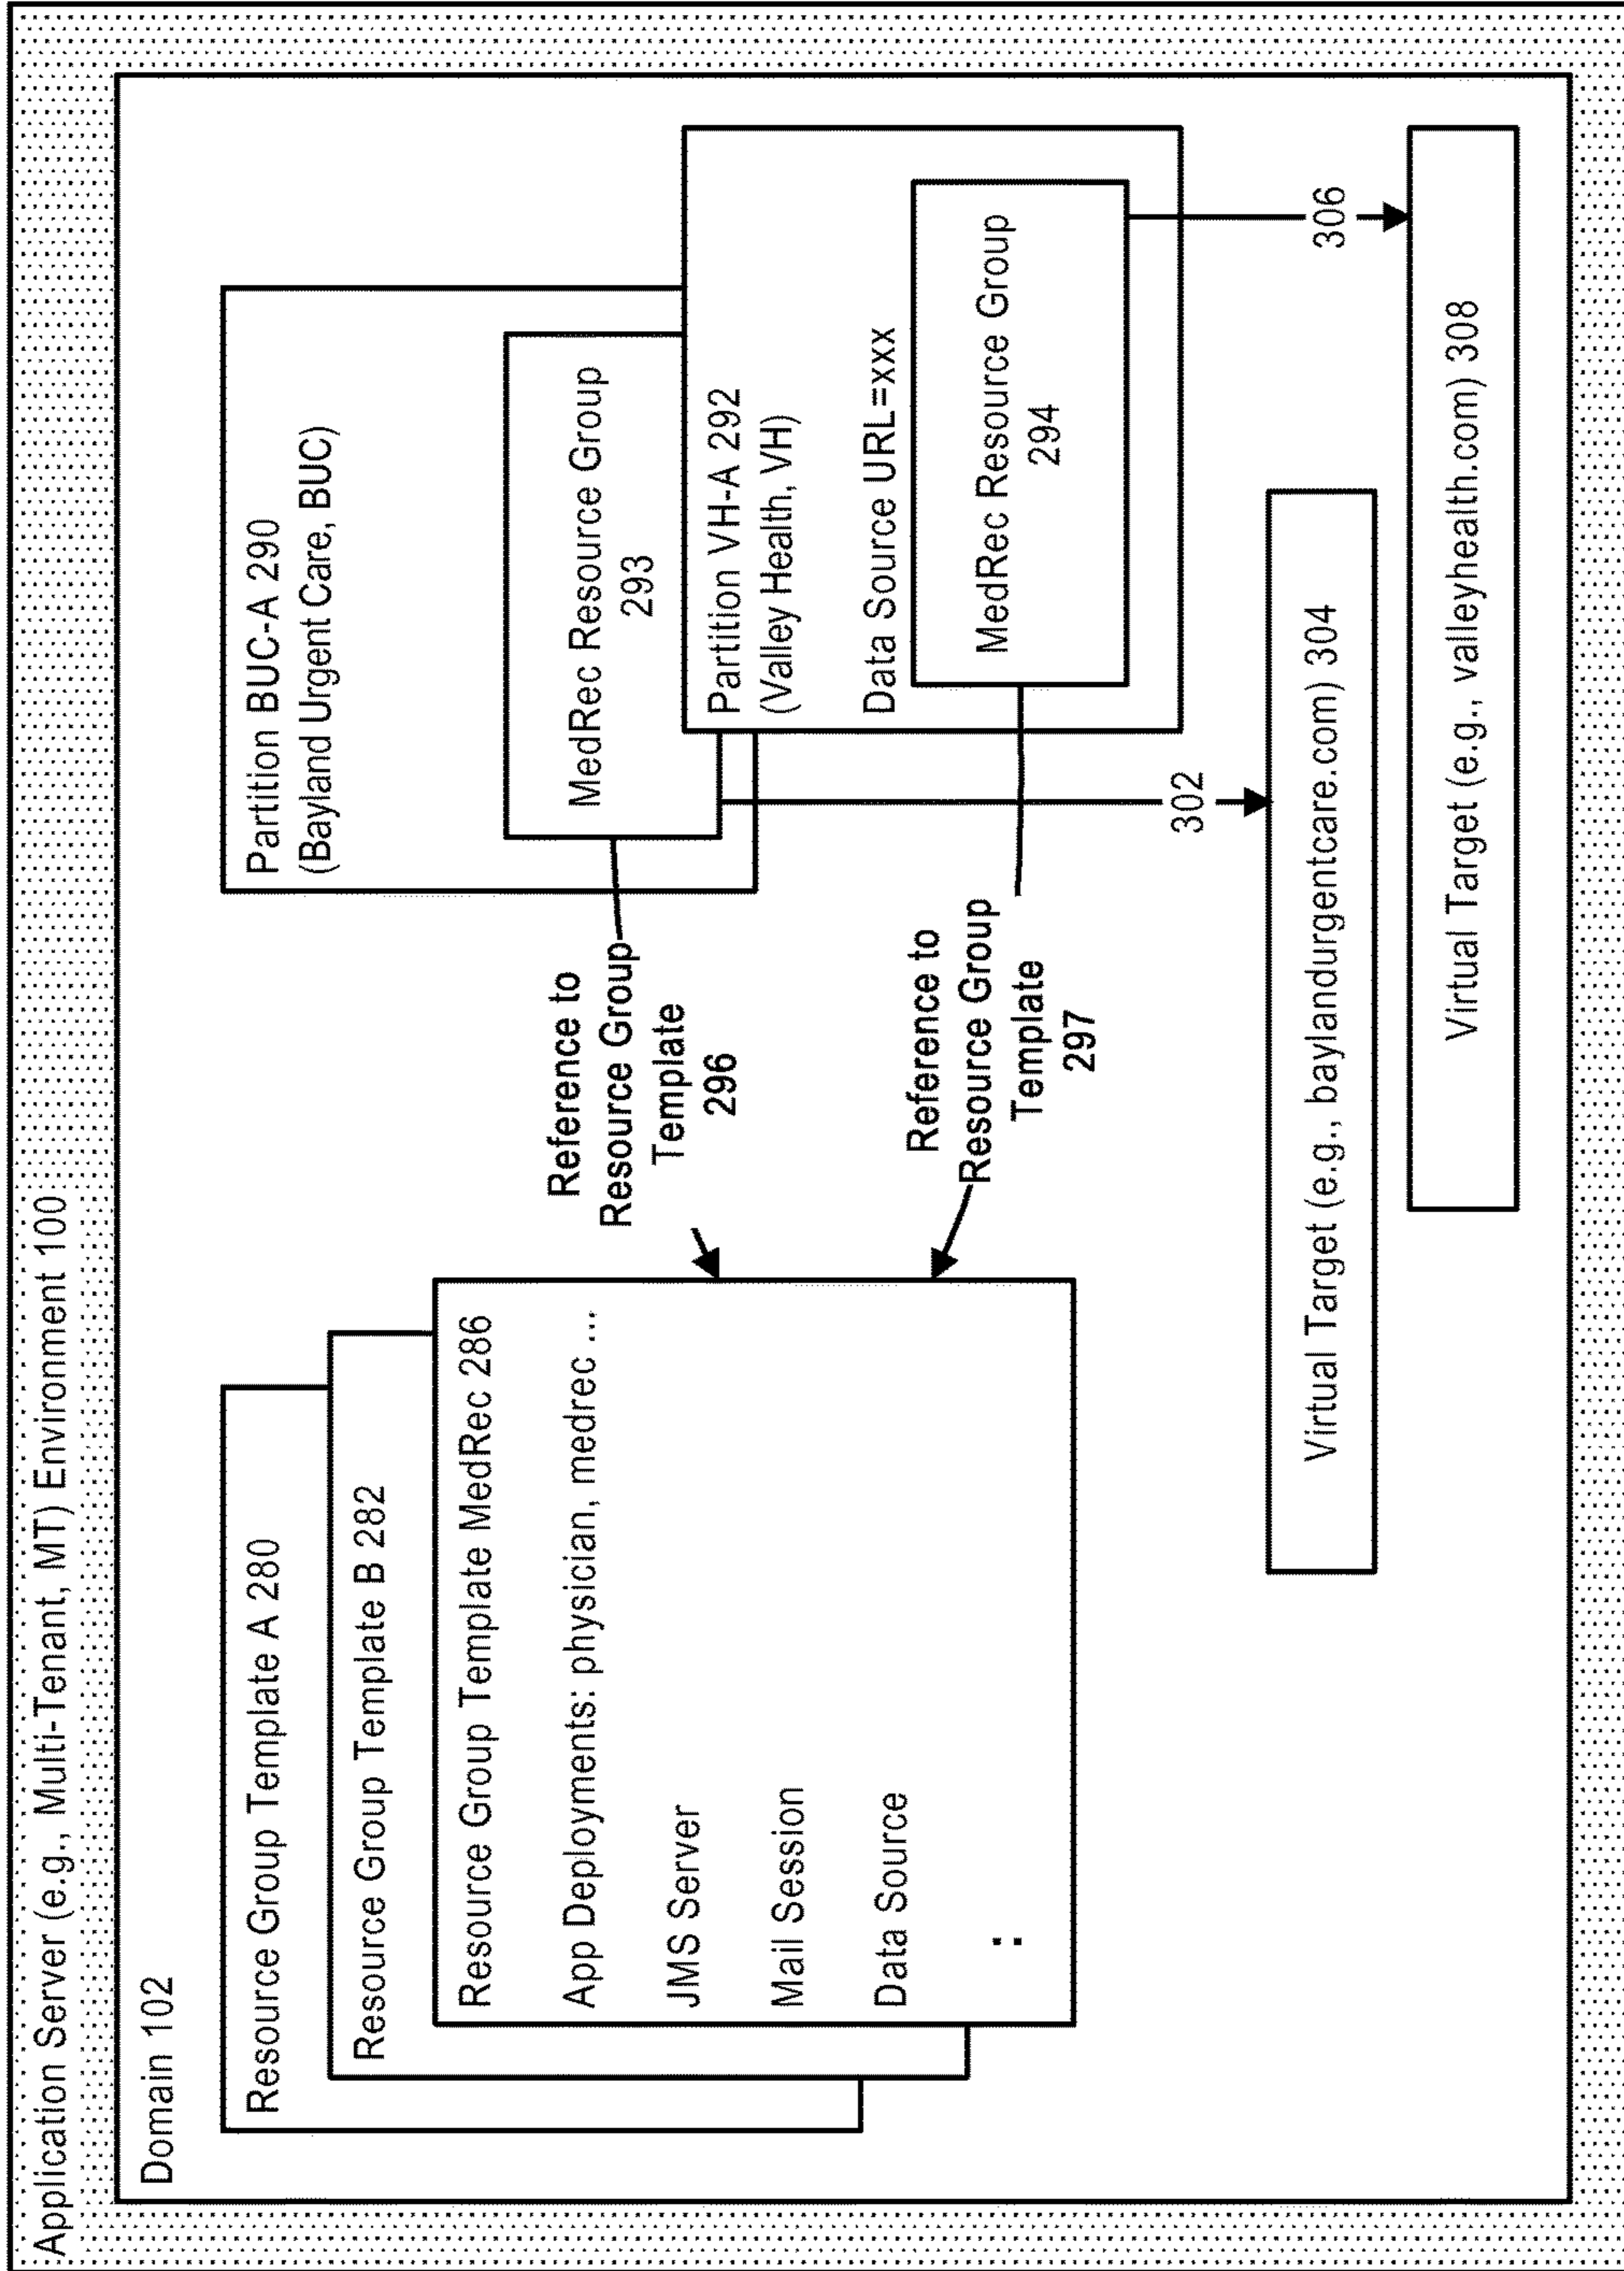 Application Server (e.g., Multi-Tenant, MT) Environment 100
Domain 102
Resource Group Template A 280
Resource Group Template B 282
Resource Group Template MedRec 286
App Deployments: physician, medrec ...
JMS Server
Mail Session
Data Source
:
Reference to
Resource Group
Template
296
Reference to
Resource Group
Template
297
Partition BUC-A 290
(Bayland Urgent Care, BUC)
MedRec Resource Group
293
Partition VH-A 292
(Valley Health, VH)
Data Source URL=xxx
MedRec Resource Group
294
302
306
Virtual Target (e.g., baylandurgentcare.com) 304
Virtual Target (e.g., valleyhealth.com) 308